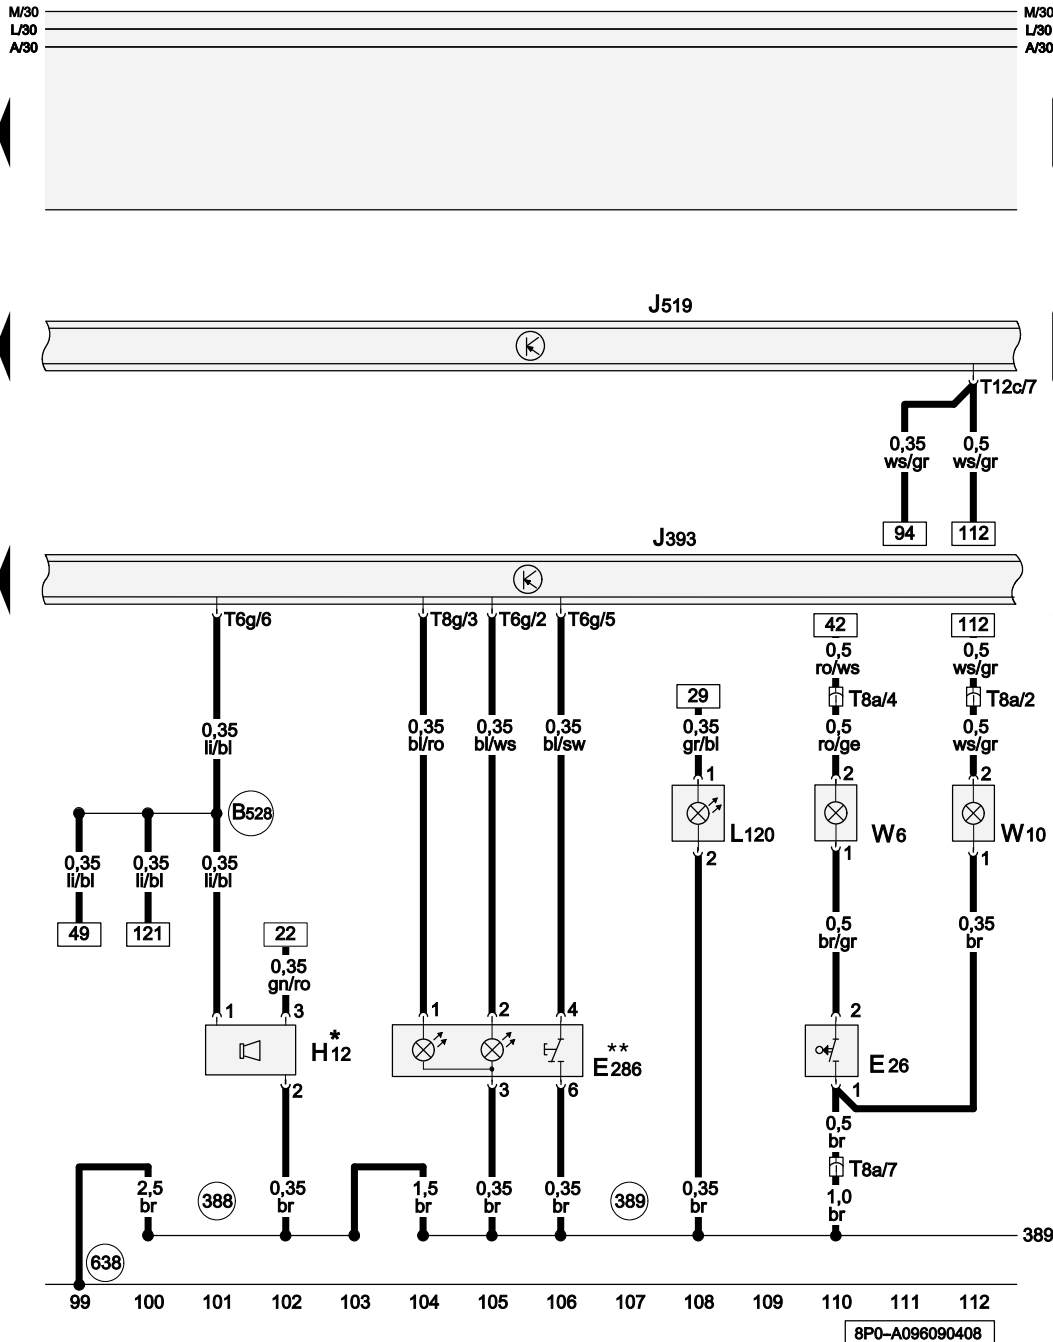 M/30 M/30
L/30 L/30
A/30 A/30
J519
T12c/7
0,35 0,5
ws/gr ws/gr
94 112
J393
T6g/6 T8g/3 T6g/2 T6g/5 42 112
0,5 0,5
ro/ws ws/gr
29 T8a/4 T8a/2
0,35 0,35 0,35 0,35 0,35 0,5 0,5
li/bl bl/ro bl/ws bl/sw gr/bl ro/ge ws/gr
1 2 2
B528
L120 W6 W10
2 1 1
0,35 0,35 0,35
li/bl li/bl li/bl
49 121 22 0,5 0,35
br/gr br
0,35
gn/ro
1 3 1 2 4 2
H12* E286** E26
2 3 6 1
0,5
br
T8a/7
2,5 388 0,35 1,5 0,35 0,35 389 0,35 1,0
br br br br br br br
389
638
99 100 101 102 103 104 105 106 107 108 109 110 111 112
8P0-A096090408